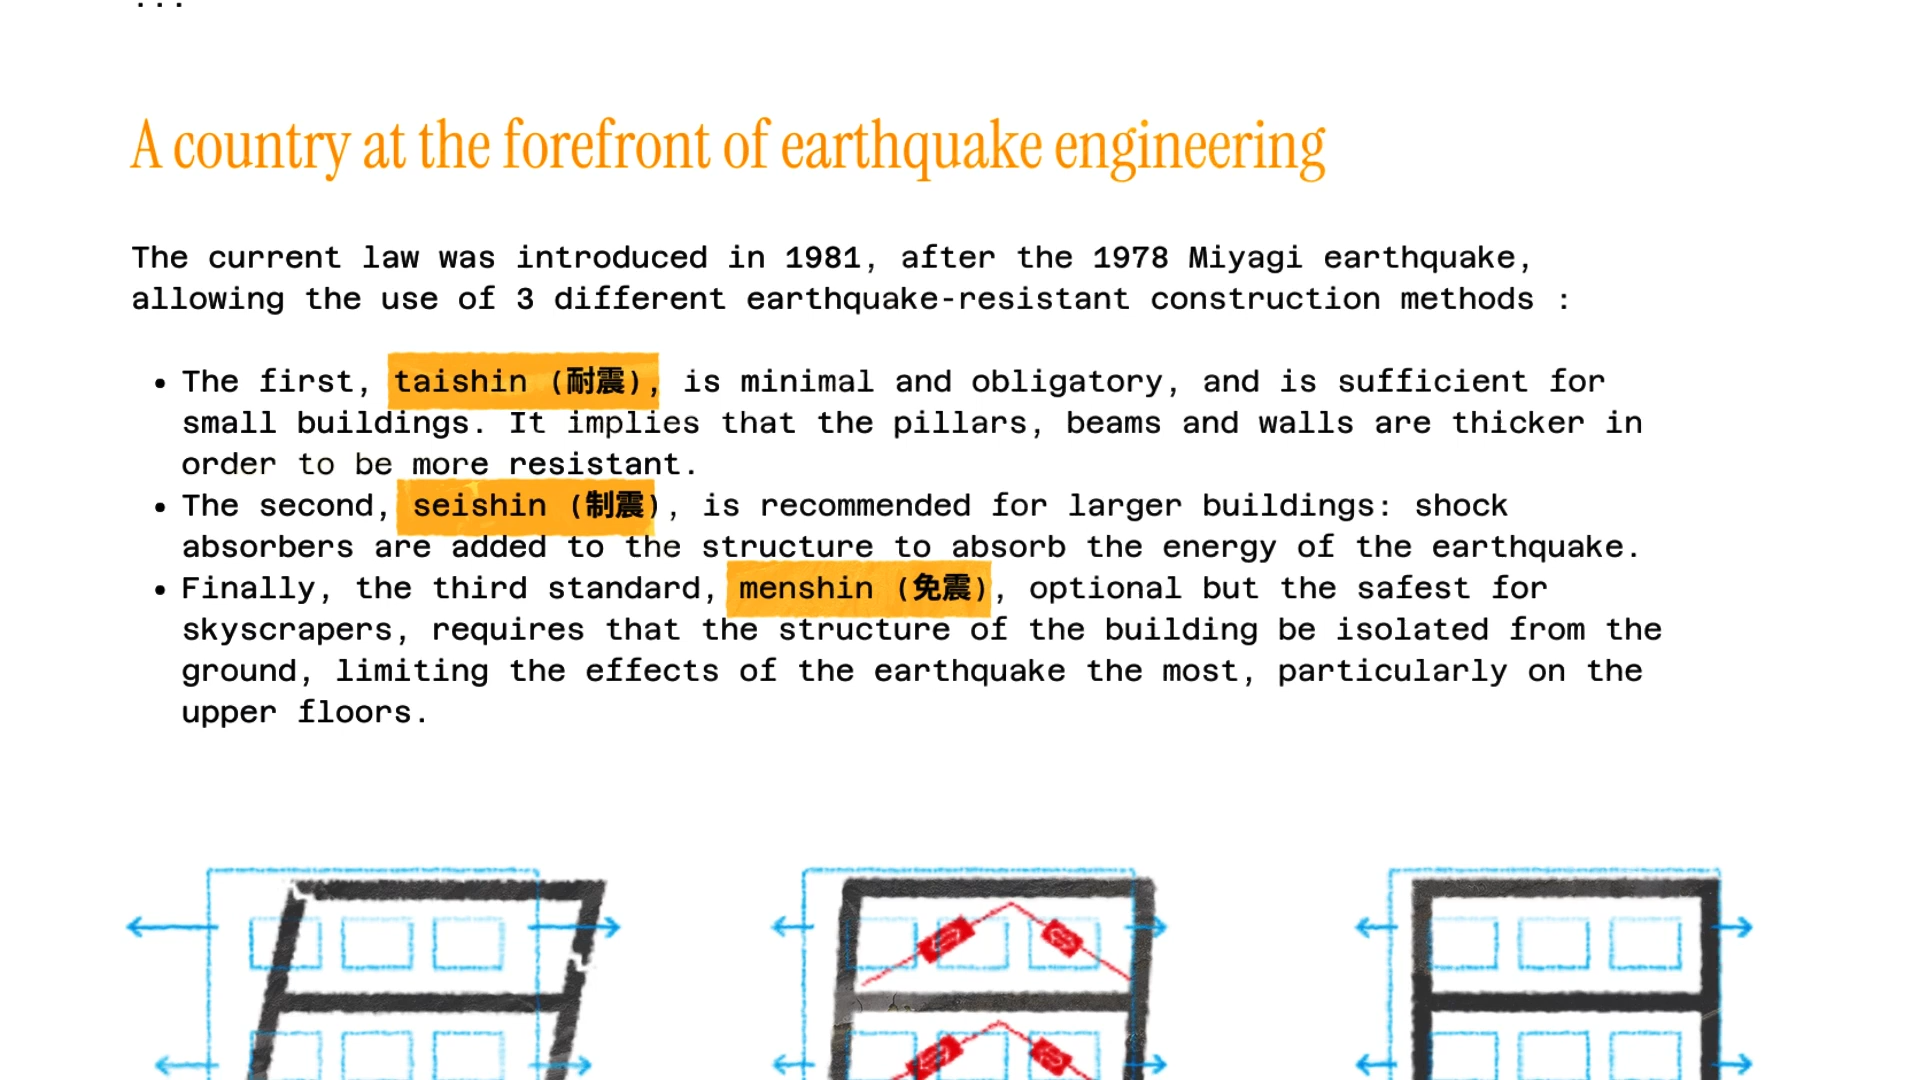 ...
A country at the forefront of earthquake engineering
The current law was introduced in 1981, after the 1978 Miyagi earthquake,
allowing the use of 3 different earthquake-resistant construction methods :
• The first, taishin (耐震), is minimal and obligatory, and is sufficient for
small buildings. It implies that the pillars, beams and walls are thicker in
order to be more resistant.
• The second, seishin (制震), is recommended for larger buildings: shock
absorbers are added to the structure to absorb the energy of the earthquake.
• Finally, the third standard, menshin (免震), optional but the safest for
skyscrapers, requires that the structure of the building be isolated from the
ground, limiting the effects of the earthquake the most, particularly on the
upper floors.